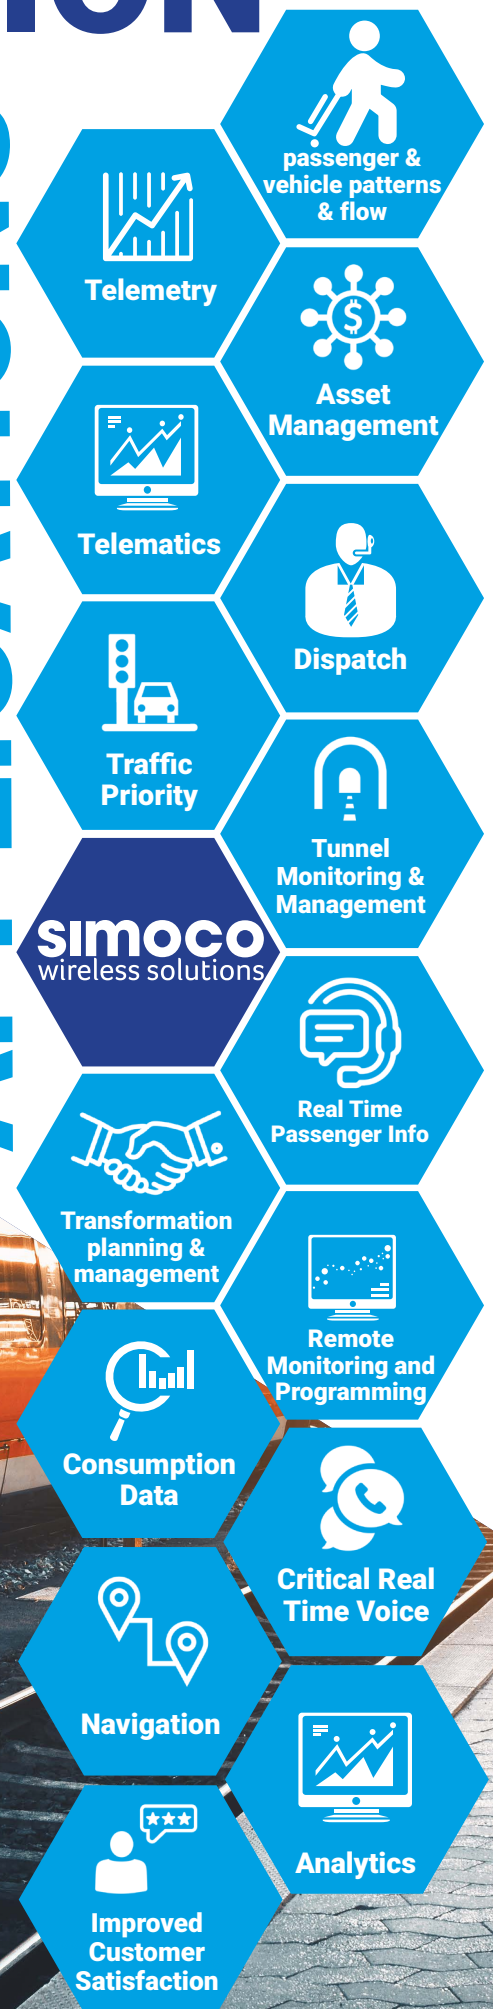 passenger &
vehicle patterns
& flow
Telemetry
Asset
Management
Telematics
Dispatch
Traffic
Priority
Tunnel
Monitoring &
Management
sımoco
wireless solutions
Real Time
Passenger Info
Transformation
planning &
management
Remote
Monitoring and
Programming
Consumption
Data
Critical Real
Time Voice
Navigation
Analytics
Improved
Customer
Satisfaction